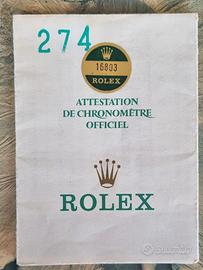 274
16803
ROLEX
ATTESTATION
DE CHRONOMÈTRE
OFFICIEL
ROLEX